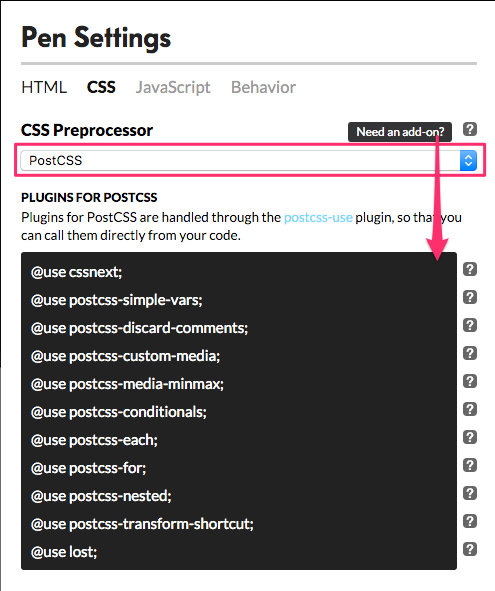 Pen Settings
HTML CSS JavaScript Behavior
CSS Preprocessor Need an add-on? ?
PostCSS
PLUGINS FOR POSTCSS
Plugins for PostCSS are handled through the postcss-use plugin, so that you
can call them directly from your code.
@use cssnext; ?
@use postcss-simple-vars; ?
@use postcss-discard-comments; ?
@use postcss-custom-media; ?
@use postcss-media-minmax; ?
@use postcss-conditionals; ?
@use postcss-each; ?
@use postcss-for; ?
@use postcss-nested; ?
@use postcss-transform-shortcut; ?
@use lost; ?